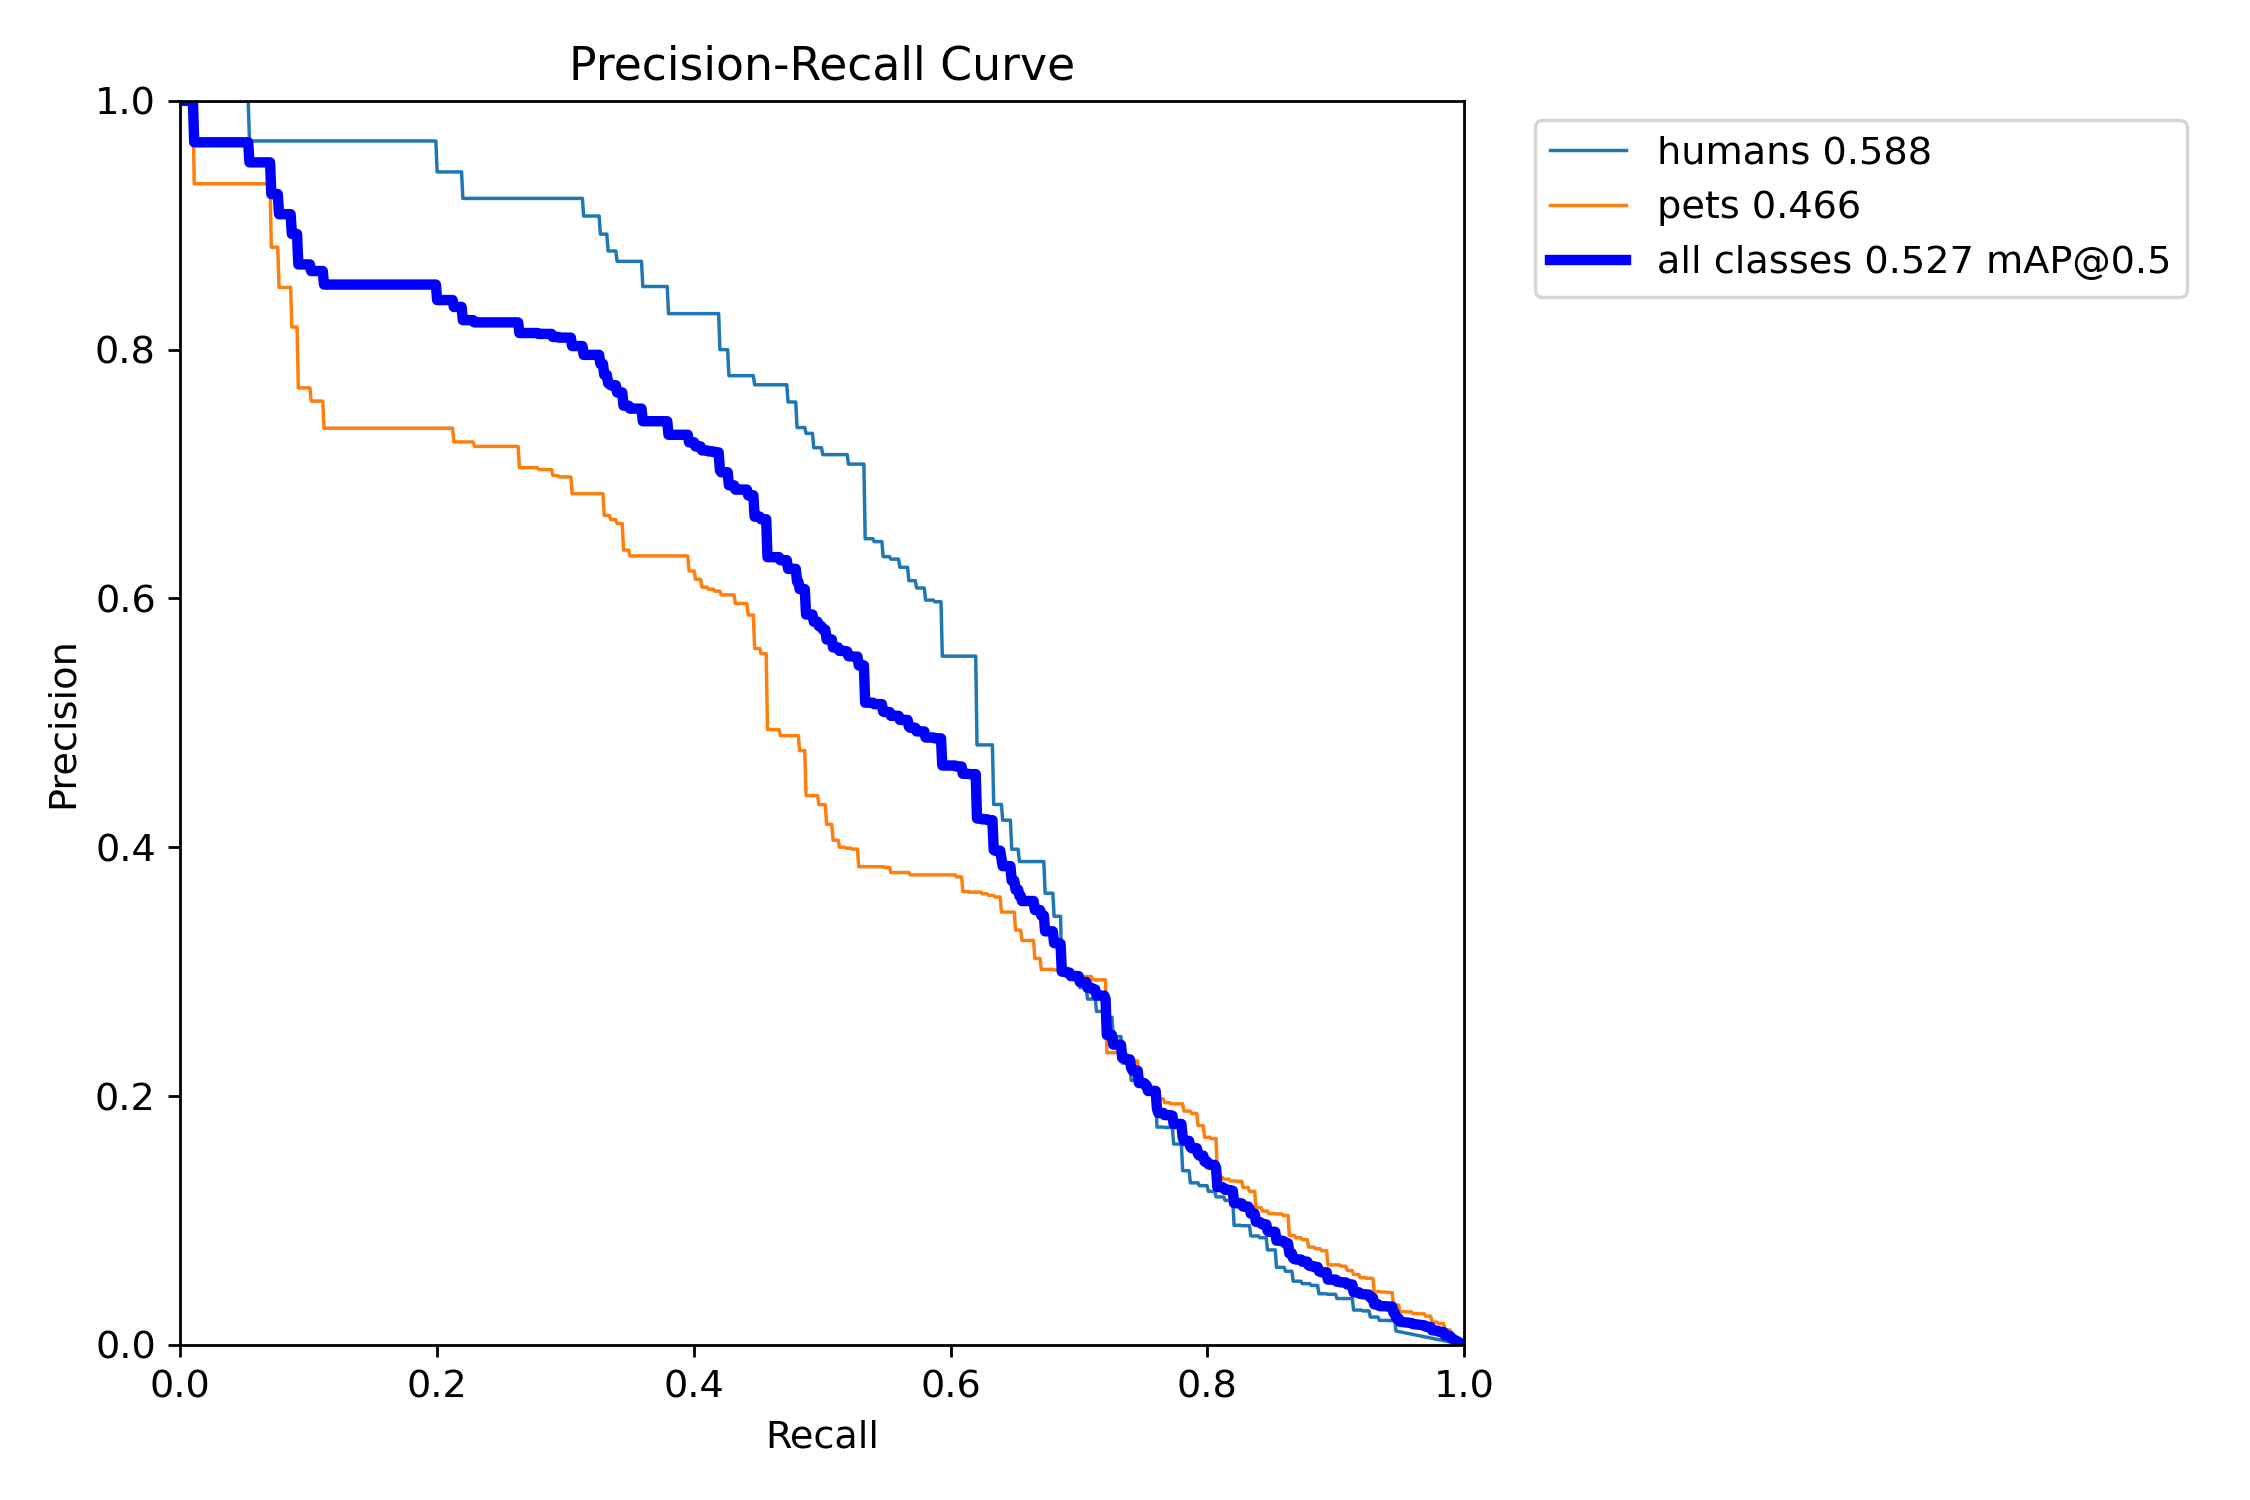 Precision-Recall Curve
humans 0.588
pets 0.466
all classes 0.527 mAP@0.5
Precision
1.0
0.8
0.6
0.4
0.2
0.0
0.0 0.2 0.4 0.6 0.8 1.0
Recall